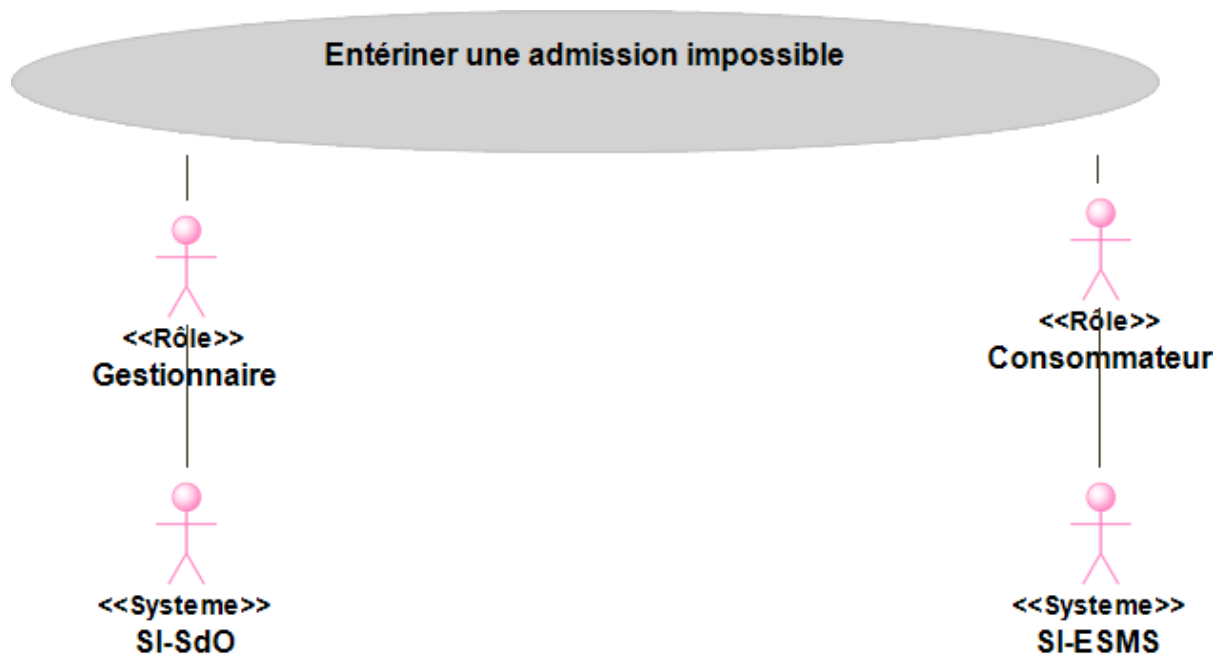 Entériner une admission impossible
<<Rôle>>
Gestionnaire
<<Rôle>>
Consommateur
<<Systeme>>
SI-SdO
<<Systeme>>
SI-ESMS